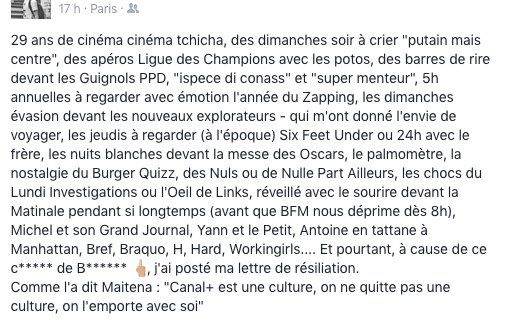 17 h · Paris ·
29 ans de cinéma cinéma tchicha, des dimanches soir à crier "putain mais
centre", des apéros Ligue des Champions avec les potos, des barres de rire
devant les Guignols PPD, "ispece di conass" et "super menteur", 5h
annuelles à regarder avec émotion l'année du Zapping, les dimanches
évasion devant les nouveaux explorateurs - qui m'ont donné l'envie de
voyager, les jeudis à regarder (à l'époque) Six Feet Under ou 24h avec le
frère, les nuits blanches devant la messe des Oscars, le palmomètre, la
nostalgie du Burger Quizz, des Nuls ou de Nulle Part Ailleurs, les chocs du
Lundi Investigations ou l'Oeil de Links, réveillé avec le sourire devant la
Matinale pendant si longtemps (avant que BFM nous déprime dès 8h),
Michel et son Grand Journal, Yann et le Petit, Antoine en tattane à
Manhattan, Bref, Braquo, H, Hard, Workingirls.... Et pourtant, à cause de ce
c***** de B****** 🖕🏼, j'ai posté ma lettre de résiliation.
Comme l'a dit Maitena : "Canal+ est une culture, on ne quitte pas une
culture, on l'emporte avec soi"